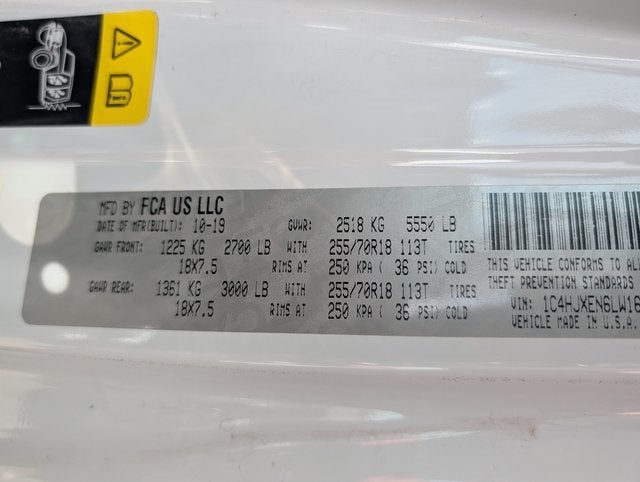 MFD BY FCA US LLC
DATE OF MFR(BUILT): 10-19 GVWR: 2518 KG 5550 LB
GAWR FRONT: 1225 KG 2700 LB WITH 255/70R18 113T TIRES
18X7.5 RIMS AT 250 KPA ( 36 PSI) COLD
GAWR REAR: 1361 KG 3000 LB WITH 255/70R18 113T TIRES
18X7.5 RIMS AT 250 KPA ( 36 PSI) COLD
THIS VEHICLE CONFORMS TO ALL
THEFT PREVENTION STANDARDS
VIN: 1C4HJXEN6LW16
VEHICLE MADE IN U.S.A.